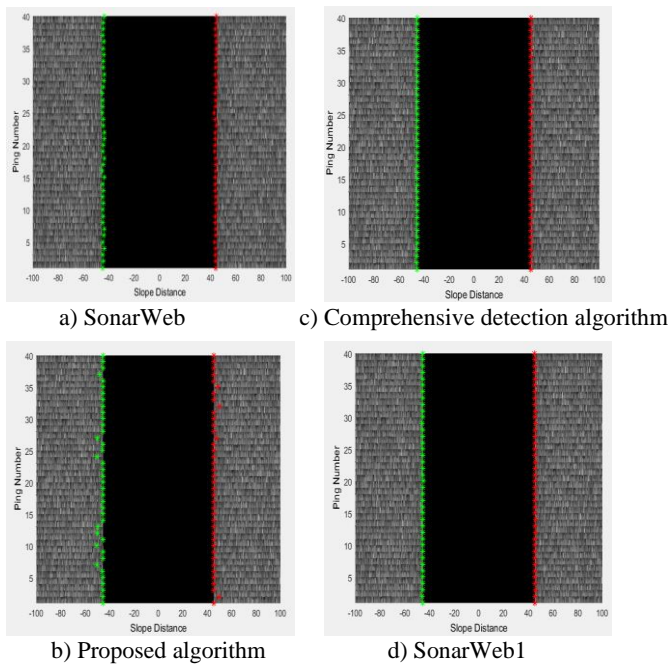 40
35
30
25
20
15
10
5
Ping Number
-100 -80 -60 -40 -20 0 20 40 60 80 100
Slope Distance
a) SonarWeb
40
35
30
25
20
15
10
5
Ping Number
-100 -80 -60 -40 -20 0 20 40 60 80 100
Slope Distance
c) Comprehensive detection algorithm
40
35
30
25
20
15
10
5
Ping Number
-100 -80 -60 -40 -20 0 20 40 60 80 100
Slope Distance
b) Proposed algorithm
40
35
30
25
20
15
10
5
Ping Number
-100 -80 -60 -40 -20 0 20 40 60 80 100
Slope Distance
d) SonarWeb1